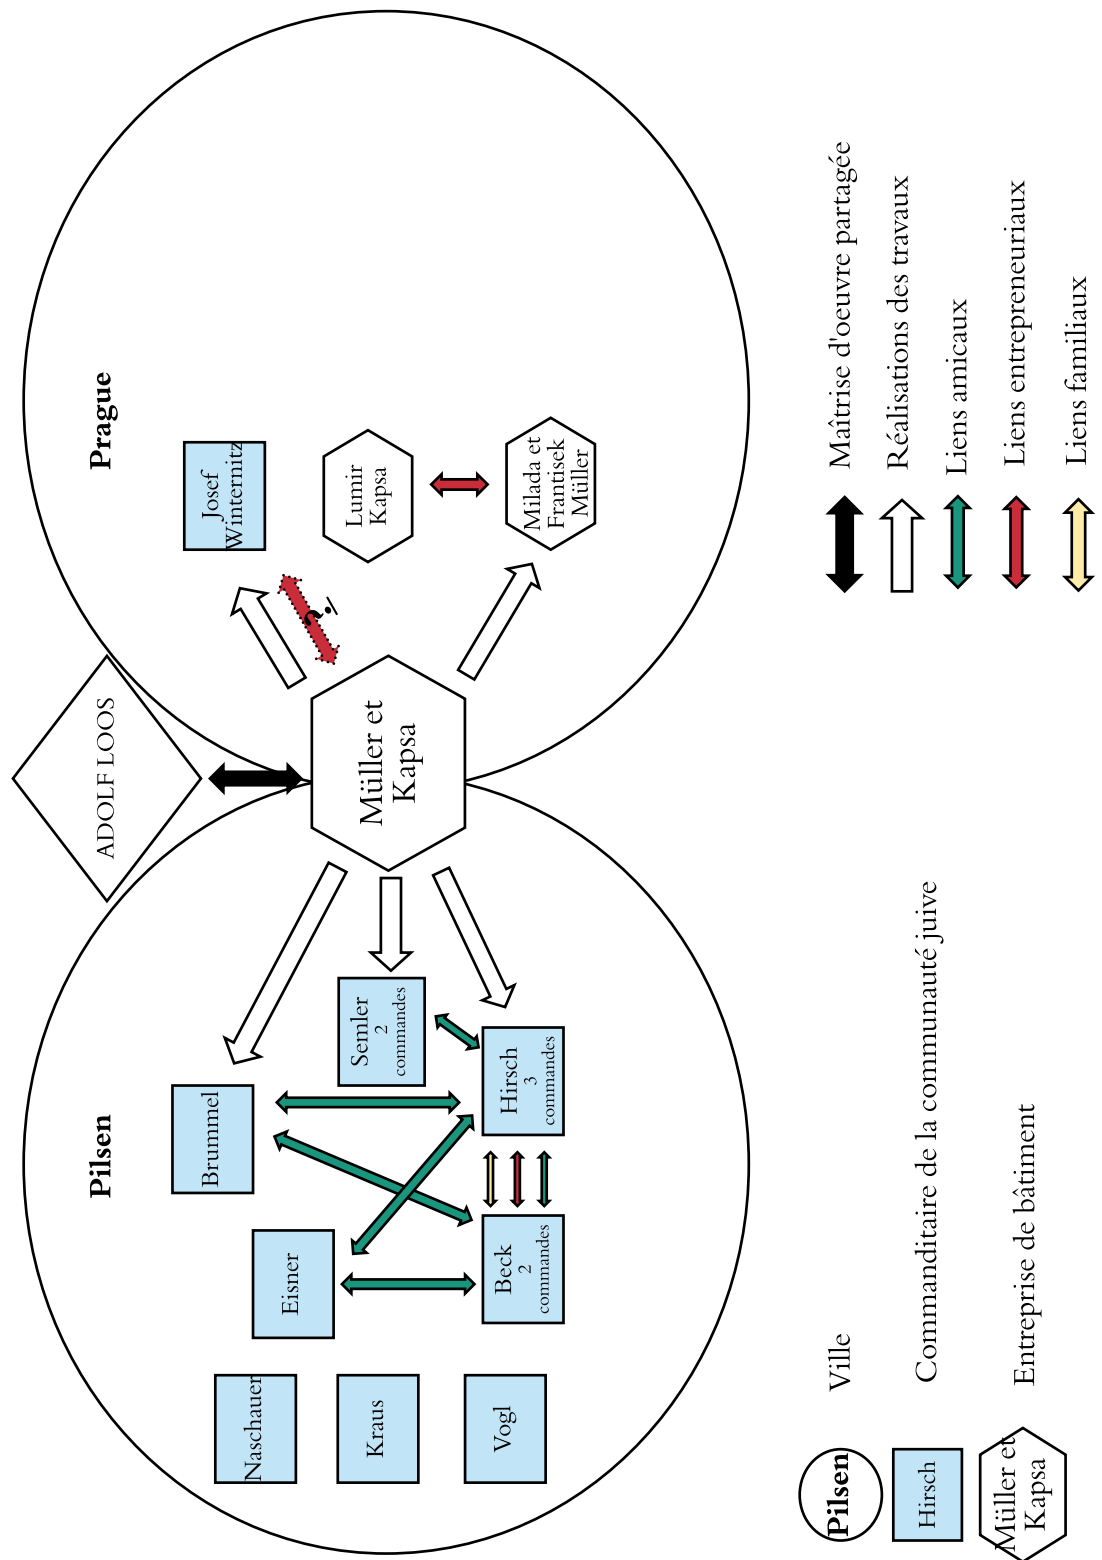 ADOLF LOOS
Pilsen
Prague
Brummel
Josef
Winternitz
Eisner
Naschauer
Semler
2
commandes
Müller et
Kapsa
?
Lumir
Kapsa
Kraus
Vogl
Beck
2
commandes
Hirsch
3
commandes
Milada et
Frantisek
Müller
Pilsen
Ville
Hirsch
Commanditaire de la communauté juive
Müller et
Kapsa
Entreprise de bâtiment
Maîtrise d'oeuvre partagée
Réalisations des travaux
Liens amicaux
Liens entrepreneuriaux
Liens familiaux